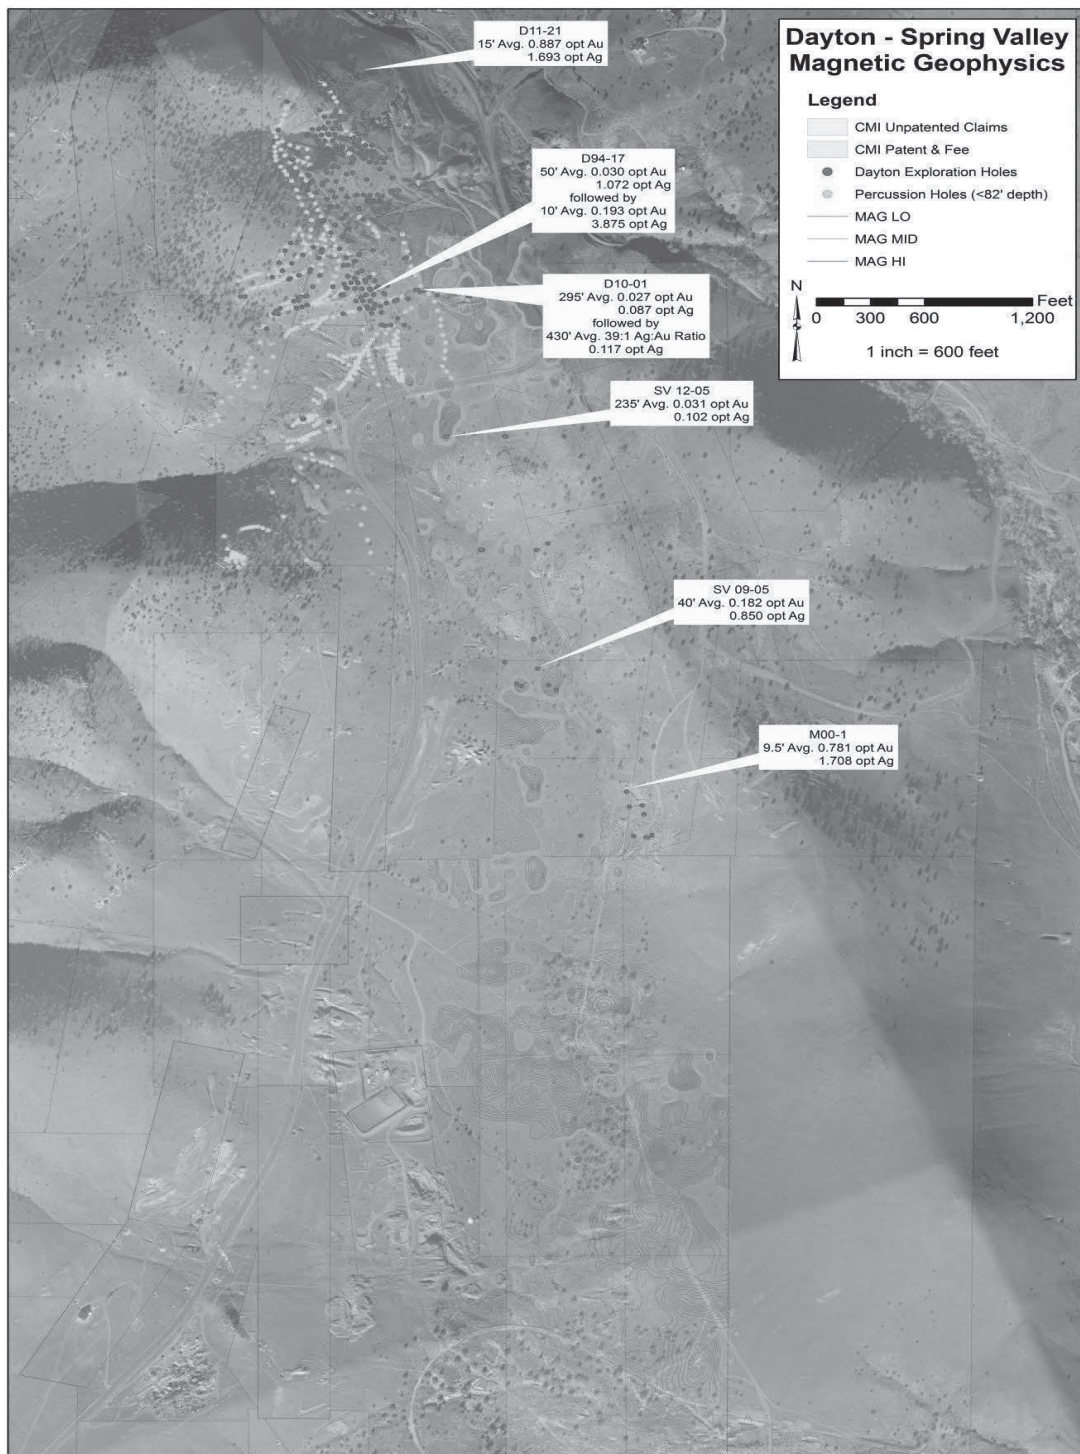 D11-21
15' Avg. 0.887 opt Au
1.693 opt Ag
Dayton - Spring Valley
Magnetic Geophysics
Legend
CMI Unpatented Claims
CMI Patent & Fee
Dayton Exploration Holes
Percussion Holes (<82' depth)
MAG LO
MAG MID
MAG HI
N
Feet
0 300 600 1,200
1 inch = 600 feet
D94-17
50' Avg. 0.030 opt Au
1.072 opt Ag
followed by
10' Avg. 0.193 opt Au
3.875 opt Ag
D10-01
295' Avg. 0.027 opt Au
0.087 opt Ag
followed by
430' Avg. 39:1 Ag:Au Ratio
0.117 opt Ag
SV 12-05
235' Avg. 0.031 opt Au
0.102 opt Ag
SV 09-05
40' Avg. 0.182 opt Au
0.850 opt Ag
M00-1
9.5' Avg. 0.781 opt Au
1.708 opt Ag